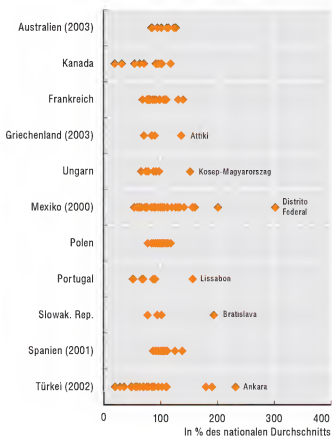 Australien (2003)
Kanada
Frankreich
Griechenland (2003) Attiki
Ungarn Kosep-Magyarorszag
Mexiko (2000) Distrito
Federal
Polen
Portugal Lissabon
Slowak. Rep. Bratislava
Spanien (2001)
Türkei (2002) Ankara
0 100 200 300 400
In % des nationalen Durchschnitts